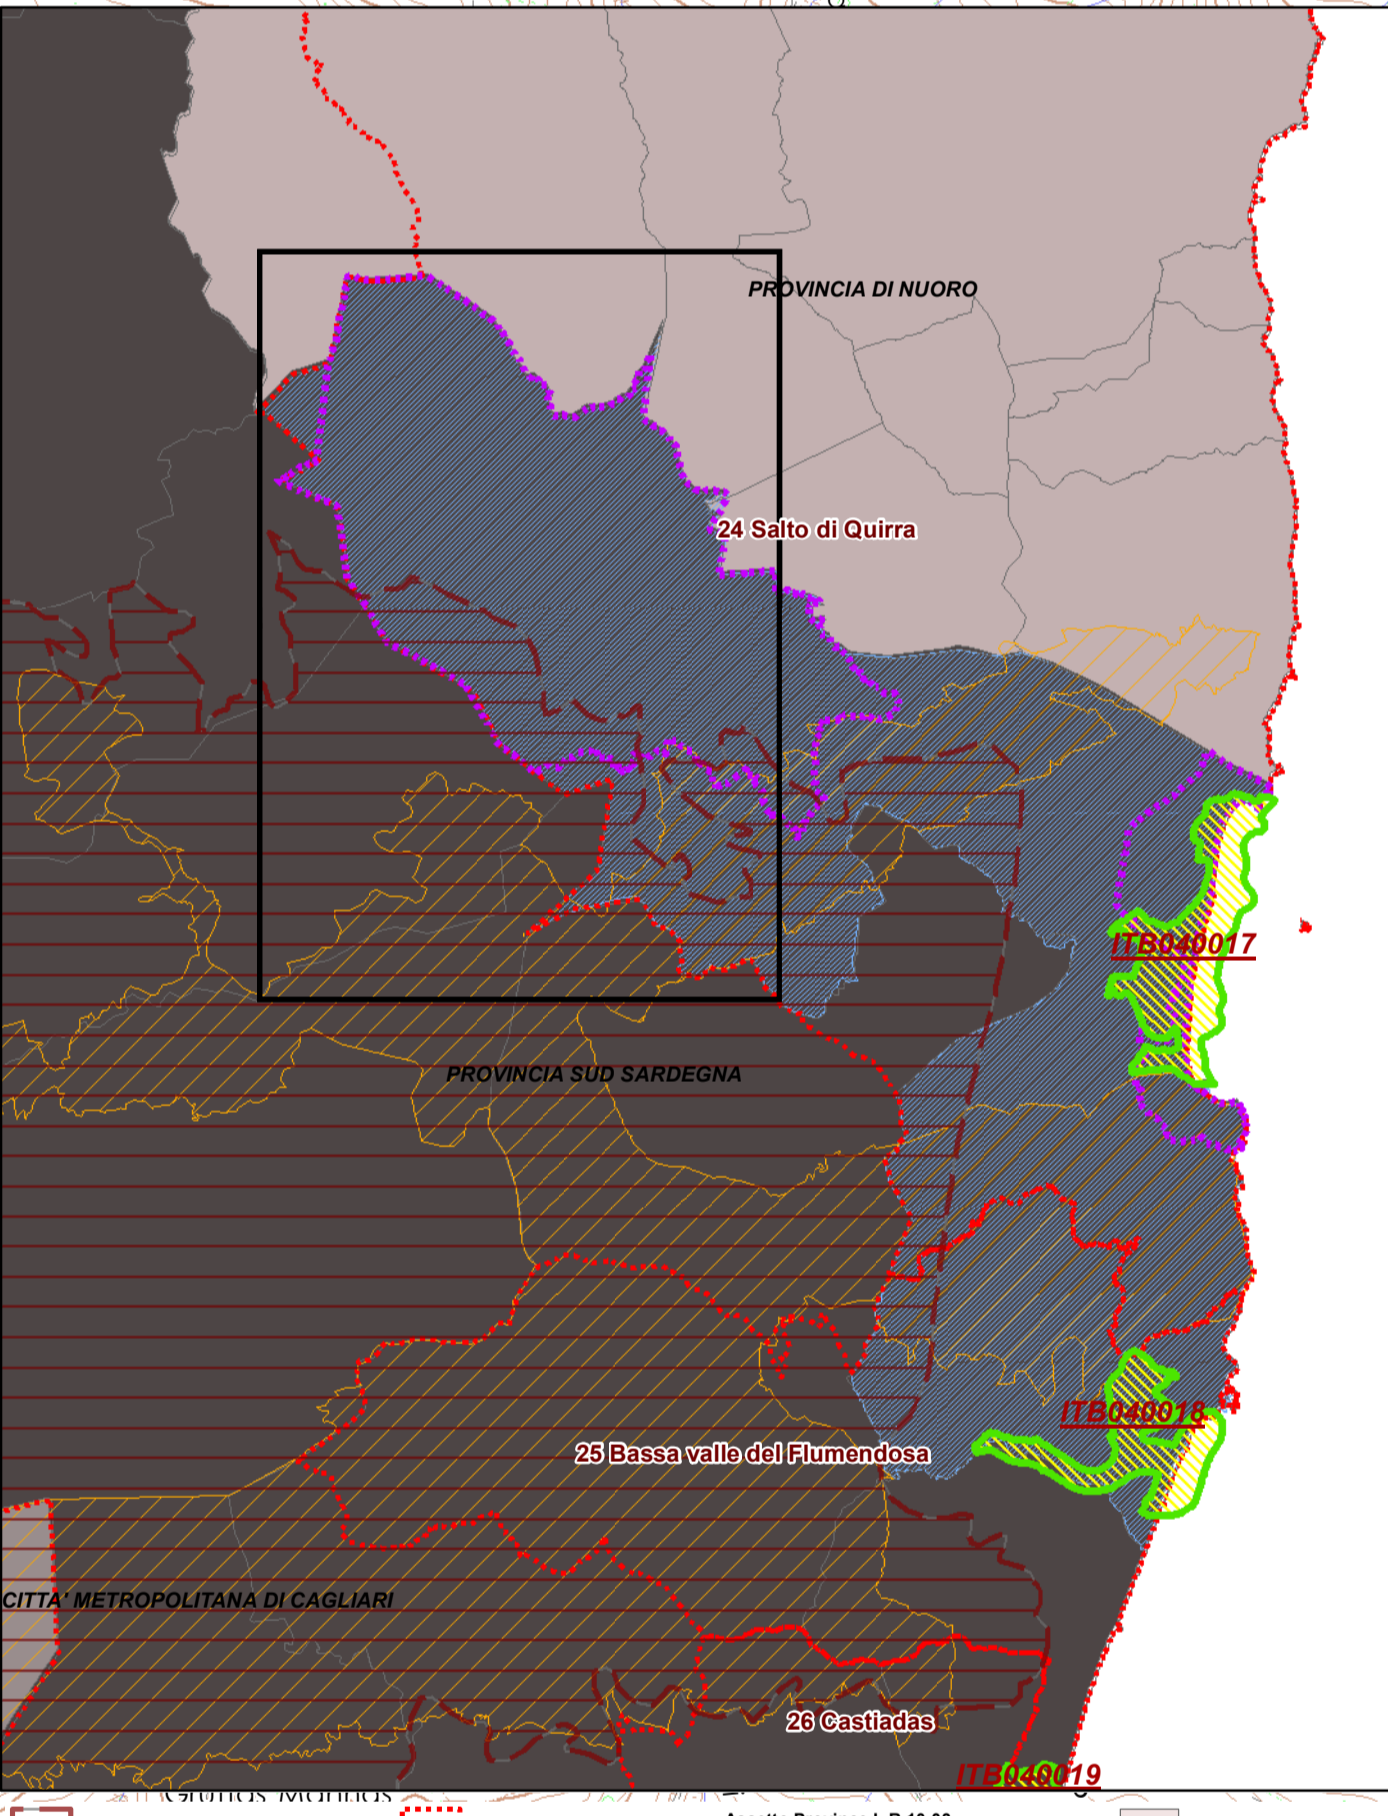 PROVINCIA DI NUORO
24 Salto di Quirra
ITB040017
PROVINCIA SUD SARDEGNA
ITB040018
25 Bassa valle del Flumendosa
CITTA' METROPOLITANA DI CAGLIARI
26 Castiadas
ITB040019